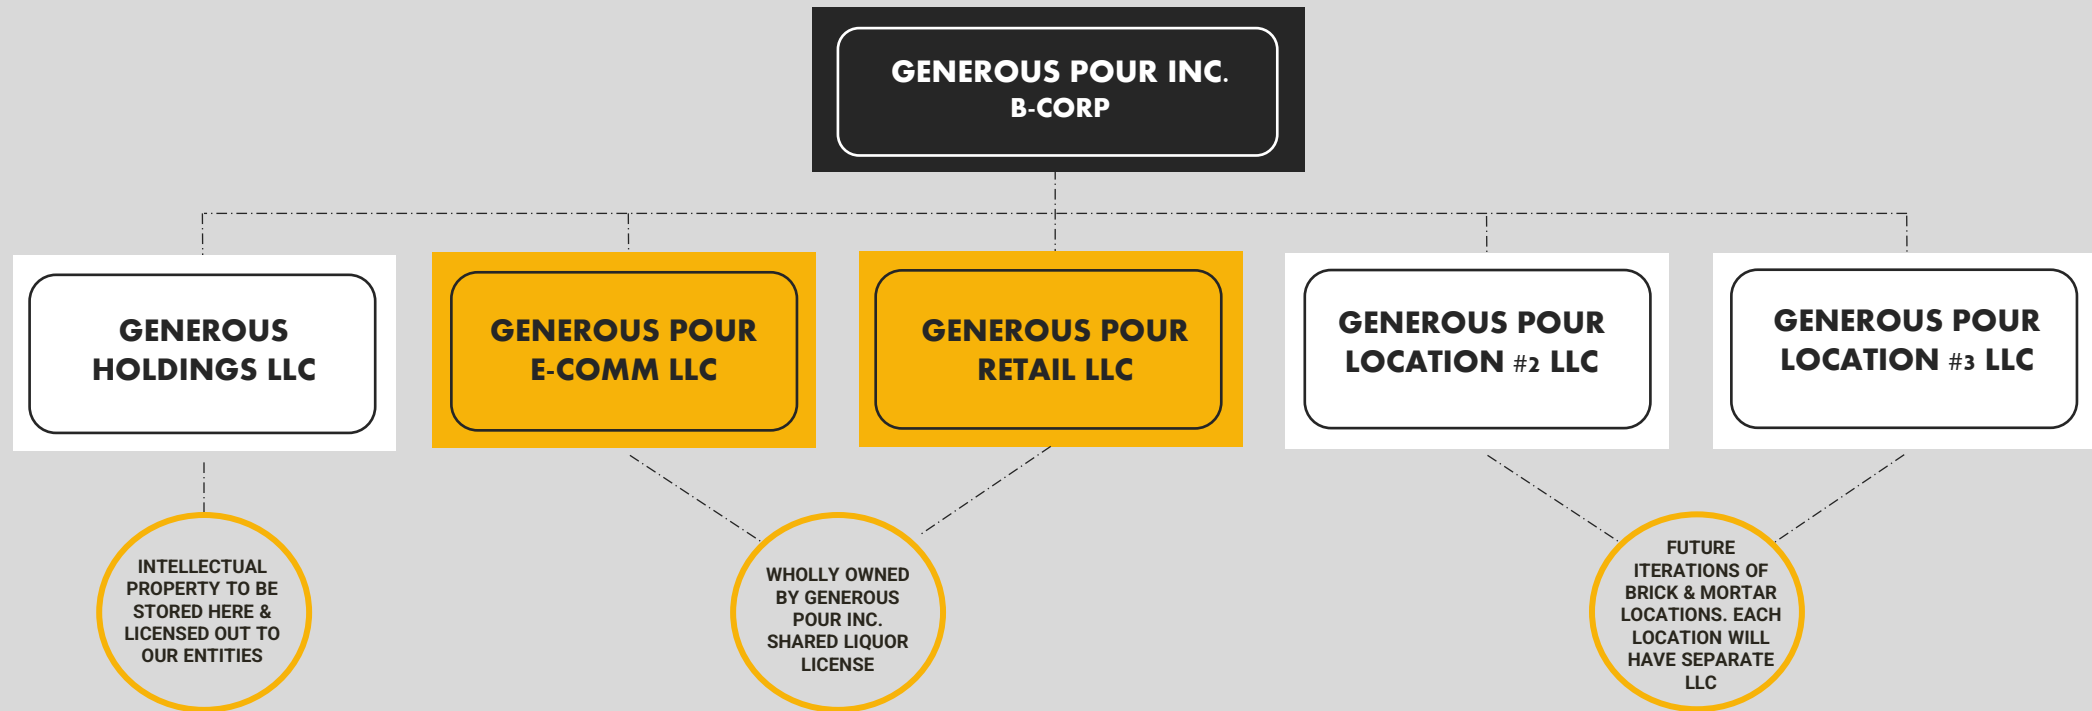 GENEROUS POUR INC.
B-CORP
GENEROUS
HOLDINGS LLC
GENEROUS POUR
E-COMM LLC
GENEROUS POUR
RETAIL LLC
GENEROUS POUR
LOCATION #2 LLC
GENEROUS POUR
LOCATION #3 LLC
INTELLECTUAL
PROPERTY TO BE
STORED HERE &
LICENSED OUT TO
OUR ENTITIES
WHOLLY OWNED
BY GENEROUS
POUR INC.
SHARED LIQUOR
LICENSE
FUTURE
ITERATIONS OF
BRICK & MORTAR
LOCATIONS. EACH
LOCATION WILL
HAVE SEPARATE
LLC